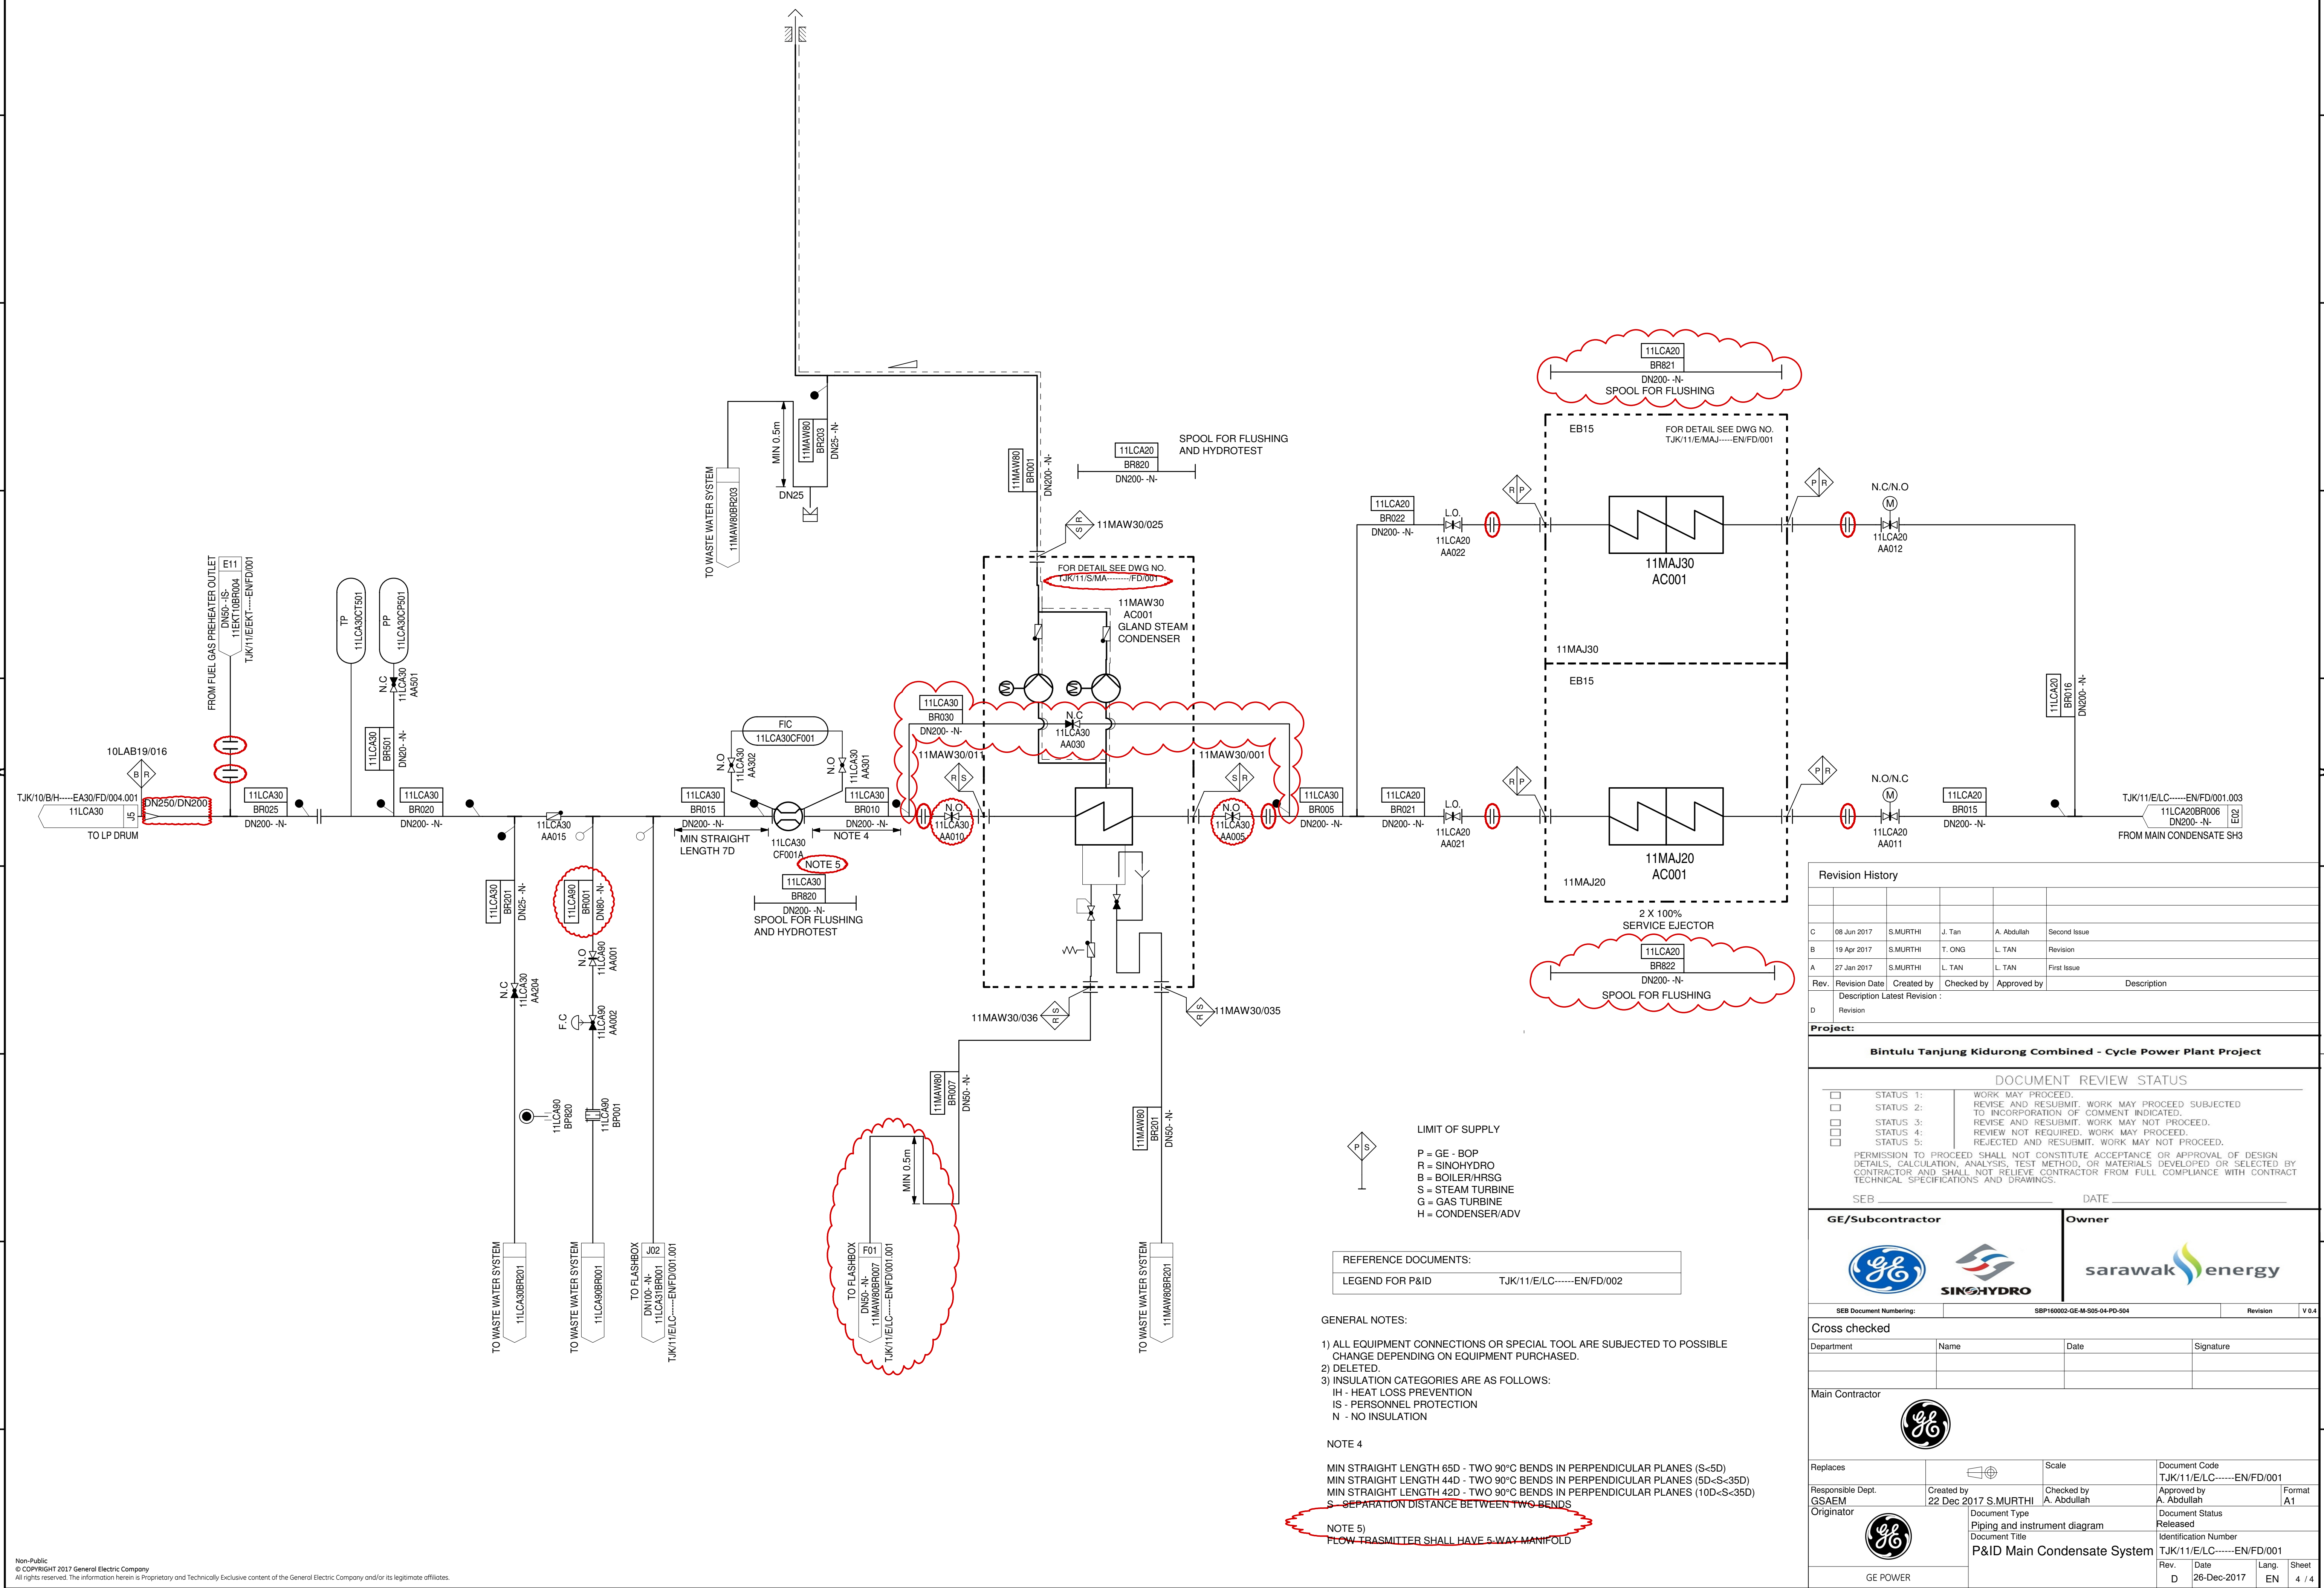 11LCA20
BR821
DN200- -N-
SPOOL FOR FLUSHING
EB15
FOR DETAIL SEE DWG NO.
TJK/11/E/MAJ-----EN/FD/001
11MAJ30
AC001
11MAJ30
R P
P R
N.C/N.O
M
11LCA20
AA012
11LCA20
BR022
DN200- -N-
L.O.
11LCA20
AA022
11LCA20
BR016
DN200- -N-
EB15
11MAJ20
AC001
11MAJ20
R P
P R
N.O/N.C
M
11LCA20
AA011
11LCA20
BR015
DN200- -N-
TJK/11/E/LC------EN/FD/001.003
11LCA20BR006
DN200- -N-
E02
FROM MAIN CONDENSATE SH3
2 X 100%
SERVICE EJECTOR
11LCA20
BR822
DN200- -N-
SPOOL FOR FLUSHING
MIN 0.5m
11MAW80
BR203
DN25- -N-
DN25
TO WASTE WATER SYSTEM
11MAW80BR203
11MAW80
BR001
DN200- -N-
11LCA20
BR820
DN200- -N-
SPOOL FOR FLUSHING
AND HYDROTEST
S R
11MAW30/025
FOR DETAIL SEE DWG NO.
TJK/11/S/MA--------/FD/001
11MAW30
AC001
GLAND STEAM
CONDENSER
M
M
11LCA30
BR030
DN200- -N-
N.C
11LCA30
AA030
11MAW30/011
R S
11MAW30/001
S R
N.O
11LCA30
AA010
N.O
11LCA30
AA005
11LCA30
BR005
DN200- -N-
11LCA20
BR021
DN200- -N-
L.O.
11LCA20
AA021
FROM FUEL GAS PREHEATER OUTLET
E11
DN50- -IS-
11EKT10BR004
TJK/11/E/EKT-----EN/FD/001
TP
11LCA30CT501
PP
11LCA30CP501
N.C
11LCA30
AA501
11LCA30
BR501
DN20- -N-
10LAB19/016
B R
TJK/10/B/H-----EA30/FD/004.001
11LCA30
J5
TO LP DRUM
DN250/DN200
11LCA30
BR025
DN200- -N-
11LCA30
BR020
DN200- -N-
11LCA30
AA015
FIC
11LCA30CF001
N.O
11LCA30
AA302
N.O
11LCA30
AA301
11LCA30
BR015
DN200- -N-
MIN STRAIGHT
LENGTH 7D
11LCA30
BR010
DN200- -N-
NOTE 4
11LCA30
CF001A
NOTE 5
11LCA30
BR820
DN200- -N-
SPOOL FOR FLUSHING
AND HYDROTEST
11LCA30
BR201
DN25- -N-
N.C
11LCA30
AA204
11LCA90
BR001
DN80- -N-
N.O
11LCA90
AA001
F.C
11LCA90
AA002
11LCA90
BP820
11LCA90
BP001
TO WASTE WATER SYSTEM
11LCA30BR201
TO WASTE WATER SYSTEM
11LCA90BR001
TO FLASHBOX
J02
DN100- -N-
11LCA31BR001
TJK/11/E/LC------EN/FD/001.001
11MAW30/036
R S
R S
11MAW30/035
11MAW80
BR007
DN50- -N-
MIN 0.5m
TO FLASHBOX
F01
DN50- -N-
11MAW80BR007
TJK/11/E/LC------EN/FD/001.001
11MAW80
BR201
DN50- -N-
TO WASTE WATER SYSTEM
11MAW80BR201
P S
LIMIT OF SUPPLY
P = GE - BOP
R = SINOHYDRO
B = BOILER/HRSG
S = STEAM TURBINE
G = GAS TURBINE
H = CONDENSER/ADV
REFERENCE DOCUMENTS:
LEGEND FOR P&ID TJK/11/E/LC------EN/FD/002
GENERAL NOTES:
1) ALL EQUIPMENT CONNECTIONS OR SPECIAL TOOL ARE SUBJECTED TO POSSIBLE
CHANGE DEPENDING ON EQUIPMENT PURCHASED.
2) DELETED.
3) INSULATION CATEGORIES ARE AS FOLLOWS:
IH - HEAT LOSS PREVENTION
IS - PERSONNEL PROTECTION
N - NO INSULATION
NOTE 4
MIN STRAIGHT LENGTH 65D - TWO 90°C BENDS IN PERPENDICULAR PLANES (S<5D)
MIN STRAIGHT LENGTH 44D - TWO 90°C BENDS IN PERPENDICULAR PLANES (5D<S<35D)
MIN STRAIGHT LENGTH 42D - TWO 90°C BENDS IN PERPENDICULAR PLANES (10D<S<35D)
S - SEPARATION DISTANCE BETWEEN TWO BENDS
NOTE 5)
FLOW TRASMITTER SHALL HAVE 5-WAY MANIFOLD
Revision History
C 08 Jun 2017 S.MURTHI J. Tan A. Abdullah Second Issue
B 19 Apr 2017 S.MURTHI T. ONG L. TAN Revision
A 27 Jan 2017 S.MURTHI L. TAN L. TAN First Issue
Rev. Revision Date Created by Checked by Approved by Description
Description Latest Revision :
D Revision
Project:
Bintulu Tanjung Kidurong Combined - Cycle Power Plant Project
DOCUMENT REVIEW STATUS
STATUS 1: WORK MAY PROCEED.
STATUS 2: REVISE AND RESUBMIT. WORK MAY PROCEED SUBJECTED
TO INCORPORATION OF COMMENT INDICATED.
STATUS 3: REVISE AND RESUBMIT. WORK MAY NOT PROCEED.
STATUS 4: REVIEW NOT REQUIRED. WORK MAY PROCEED.
STATUS 5: REJECTED AND RESUBMIT. WORK MAY NOT PROCEED.
PERMISSION TO PROCEED SHALL NOT CONSTITUTE ACCEPTANCE OR APPROVAL OF DESIGN
DETAILS, CALCULATION, ANALYSIS, TEST METHOD, OR MATERIALS DEVELOPED OR SELECTED BY
CONTRACTOR AND SHALL NOT RELIEVE CONTRACTOR FROM FULL COMPLIANCE WITH CONTRACT
TECHNICAL SPECIFICATIONS AND DRAWINGS.
SEB DATE
GE/Subcontractor Owner
GE
SINOHYDRO
sarawak energy
SEB Document Numbering: SBP160002-GE-M-S05-04-PD-504 Revision V 0.4
Cross checked
Department Name Date Signature
Main Contractor
GE
Replaces Scale Document Code
TJK/11/E/LC------EN/FD/001
Responsible Dept. Created by Checked by Approved by Format
GSAEM 22 Dec 2017 S.MURTHI A. Abdullah A. Abdullah A1
Originator Document Type Document Status
GE
Piping and instrument diagram Released
Document Title Identification Number
P&ID Main Condensate System TJK/11/E/LC------EN/FD/001
Rev. Date Lang. Sheet
GE POWER D 26-Dec-2017 EN 4 / 4
Non-Public
© COPYRIGHT 2017 General Electric Company
All rights reserved. The information herein is Proprietary and Technically Exclusive content of the General Electric Company and/or its legitimate affiliates.